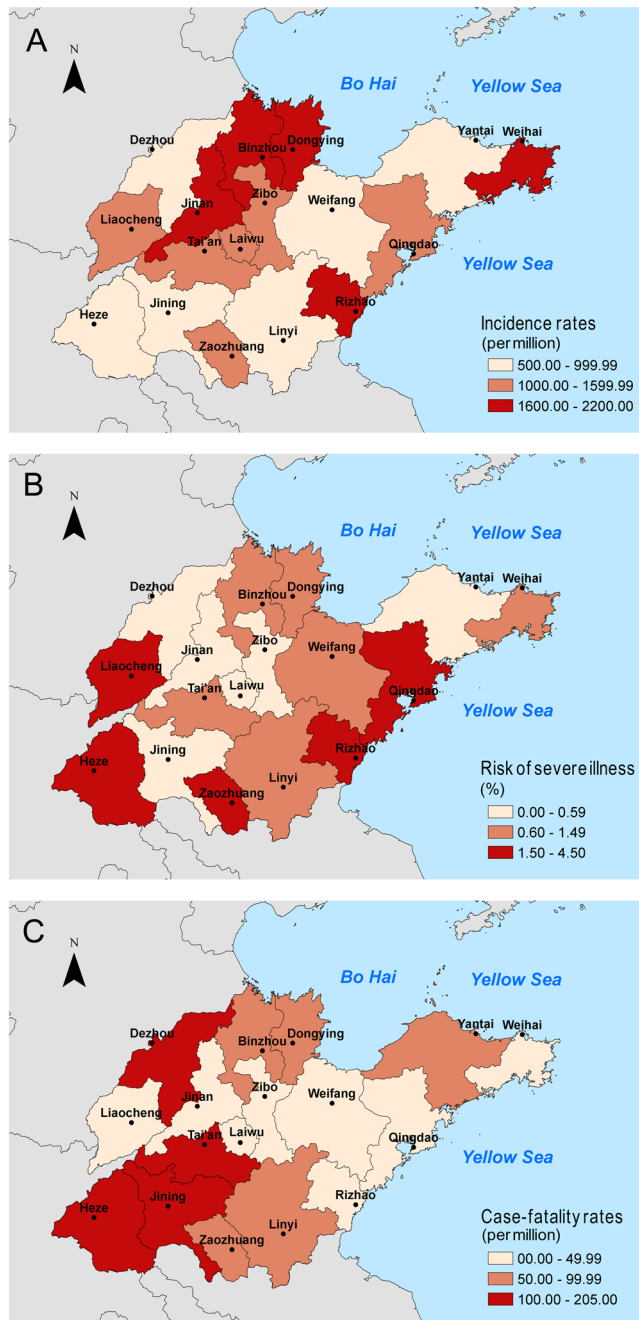 A
N
Bo Hai
Yellow Sea
Dezhou
Binzhou
Dongying
Yantai
Weihai
Zibo
Weifang
Liaocheng
Jinan
Tai'an
Laiwu
Qingdao
Yellow Sea
Heze
Jining
Rizhao
Linyi
Zaozhuang
Incidence rates
(per million)
500.00 - 999.99
1000.00 - 1599.99
1600.00 - 2200.00
B
N
Bo Hai
Yellow Sea
Dezhou
Binzhou
Dongying
Yantai
Weihai
Zibo
Weifang
Liaocheng
Jinan
Tai'an
Laiwu
Qingdao
Yellow Sea
Heze
Jining
Rizhao
Linyi
Zaozhuang
Risk of severe illness
(%)
0.00 - 0.59
0.60 - 1.49
1.50 - 4.50
C
N
Bo Hai
Yellow Sea
Dezhou
Binzhou
Dongying
Yantai
Weihai
Zibo
Weifang
Liaocheng
Jinan
Tai'an
Laiwu
Qingdao
Yellow Sea
Heze
Jining
Rizhao
Linyi
Zaozhuang
Case-fatality rates
(per million)
00.00 - 49.99
50.00 - 99.99
100.00 - 205.00